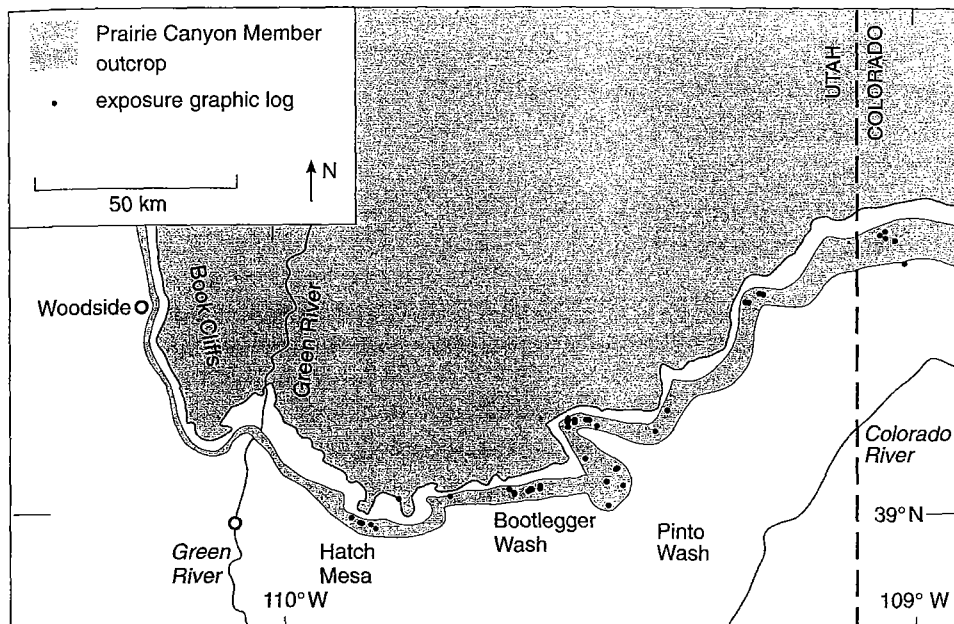 Prairie Canyon Member
outcrop
exposure graphic log
N
50 km
UTAH
COLORADO
Woodside
Book Cliffs
Green River
Colorado
River
39° N
Bootlegger
Wash
Pinto
Wash
Green
River
Hatch
Mesa
110° W
109° W